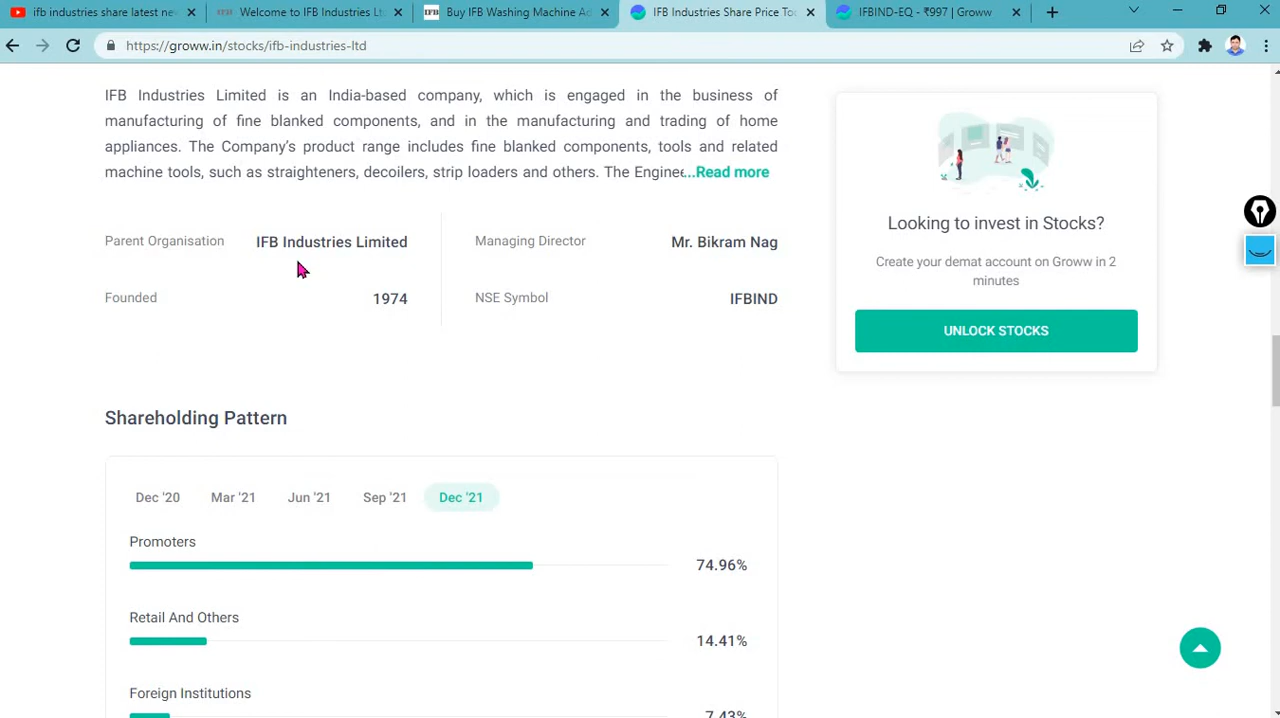 ifb industries share latest nev
Welcome to IFB Industries Lt
Buy IFB Washing Machine Ad
IFB Industries Share Price Too
IFBIND-EQ - ₹997 | Groww
https://groww.in/stocks/ifb-industries-ltd
IFB Industries Limited is an India-based company, which is engaged in the business of
manufacturing of fine blanked components, and in the manufacturing and trading of home
appliances. The Company's product range includes fine blanked components, tools and related
machine tools, such as straighteners, decoilers, strip loaders and others. The Enginee...Read more
Parent Organisation IFB Industries Limited
Managing Director Mr. Bikram Nag
Founded 1974
NSE Symbol IFBIND
Looking to invest in Stocks?
Create your demat account on Groww in 2
minutes
UNLOCK STOCKS
Shareholding Pattern
Dec '20 Mar '21 Jun '21 Sep '21 Dec '21
Promoters
74.96%
Retail And Others
14.41%
Foreign Institutions
7.43%